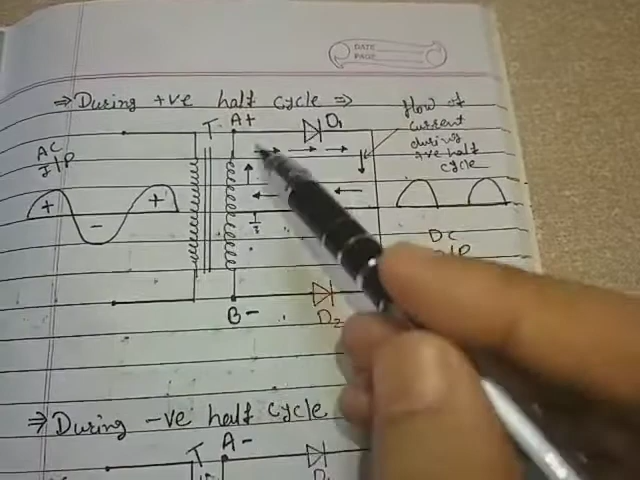 DATE
PAGE
⇒ During +ve half cycle ⇒
flow of
current
during
+ve half
cycle
T A+ D1
AC
I/P
+ - +
DC
B- D2
⇒ During -ve half cycle
T A-
D1